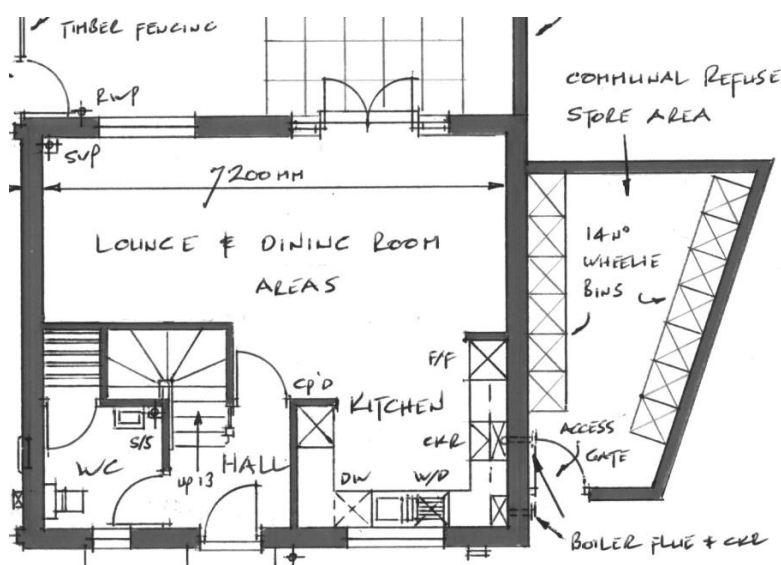 TIMBER FENCING
RWP
SVP
7200MM
COMMUNAL REFUSE
STORE AREA
LOUNGE & DINING ROOM
AREAS
14N°
WHEELIE
BINS
F/F
CP'D
KITCHEN
CKR
ACCESS
GATE
S/S
WC
up 13
HALL
DW
W/D
BOILER FLUE & CKR